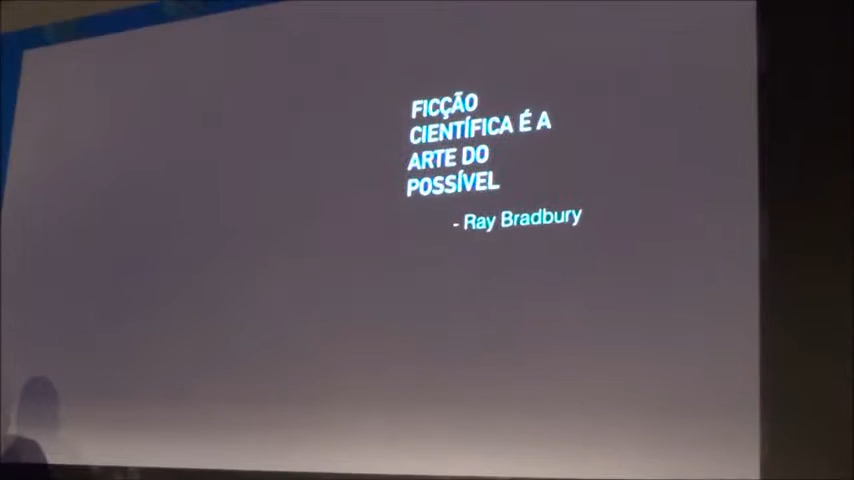 FICÇÃO
CIENTÍFICA É A
ARTE DO
POSSÍVEL
- Ray Bradbury